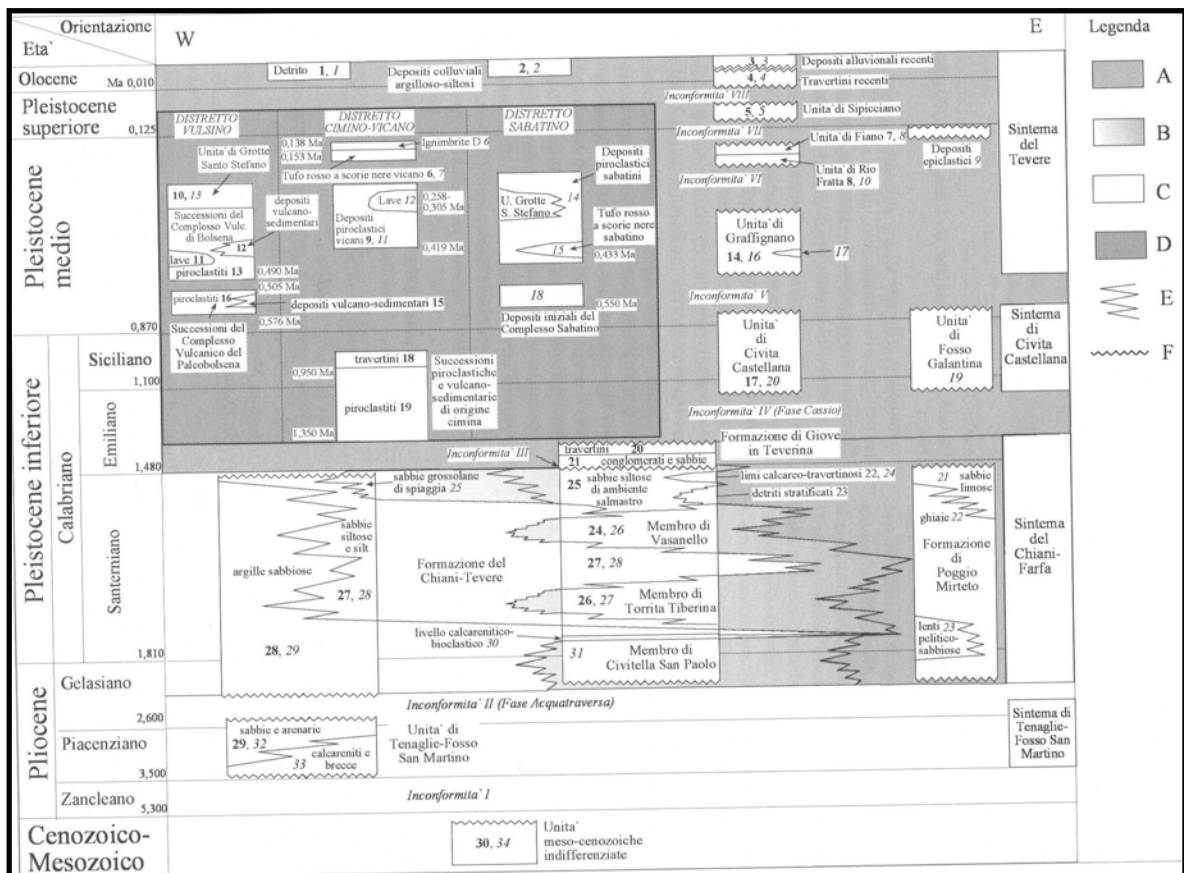 Orientazione
Eta`
W
E
Legenda
Olocene
Ma 0,010
Detrito 1, 1
Depositi colluviali
argilloso-siltosi
2, 2
3, 3
Depositi alluvionali recenti
4, 4
Travertini recenti
Inconformita` VIII
5, 5
Unita` di Sipicciano
Inconformita` VII
Pleistocene
superiore
0,125
DISTRETTO
VULSINO
DISTRETTO
CIMINO-VICANO
DISTRETTO
SABATINO
Unita` di Grotte
Santo Stefano
0,138 Ma
0,153 Ma
Ignimbrite D 6
Tufo rosso a scorie nere vicano 6, 7
Depositi
piroclastici
sabatini
Unita` di Fiano 7, 8
Unita` di Rio
Fratta 8, 10
Inconformita` VI
Depositi
epiclastici 9
Sintema
del
Tevere
Pleistocene
medio
10, 13
Successioni del
Complesso Vulc.
di Bolsena
depositi
vulcano-
sedimentari
12
lave 11
piroclastiti 13
0,490 Ma
0,505 Ma
Lave 12
Depositi
piroclastici
vicani 9, 11
0,258-
0,305 Ma
0,419 Ma
U. Grotte
S. Stefano
14
Tufo rosso
a scorie nere
sabatino
15
0,433 Ma
Unita` di
Graffignano
14, 16
17
piroclastiti 16
depositi vulcano-sedimentari 15
0,576 Ma
Successioni del
Complesso
Vulcanico del
Paleobolsena
18
0,550 Ma
Depositi iniziali del
Complesso Sabatino
Inconformita` V
0,870
Pleistocene inferiore
Calabriano
Siciliano
1,100
travertini 18
0,950 Ma
piroclastiti 19
1,350 Ma
Successioni
piroclastiche
e vulcano-
sedimentarie
di origine
cimina
Unita` di
Civita
Castellana
17, 20
Unita` di
Fosso
Galantina
19
Sintema
di
Civita
Castellana
Inconformita` IV (Fase Cassio)
Emiliano
1,480
Inconformita` III
travertini 20
21 conglomerati e sabbie
Formazione di Giove
in Teverina
Santerniano
sabbie grossolane
di spiaggia 25
25 sabbie siltose
di ambiente
salmastro
limi calcareo-travertinosi 22, 24
detriti stratificati 23
21 sabbie
limose
ghiaie 22
sabbie
siltose
e silt
argille sabbiose
27, 28
Formazione del
Chiani-Tevere
24, 26
Membro di
Vasanello
27, 28
26, 27
Membro di
Torrita Tiberina
Formazione
di
Poggio
Mirteto
Sintema
del
Chiani-
Farfa
livello calcarenitico-
bioclastico 30
28, 29
31
Membro di
Civitella San Paolo
lenti 23
pelitico-
sabbiose
1,810
Pliocene
Gelasiano
2,600
Inconformita` II (Fase Acquatraversa)
Piacenziano
3,500
sabbie e arenarie
29, 32
33
calcareniti e
brecce
Unita` di
Tenaglie-Fosso
San Martino
Sintema di
Tenaglie-
Fosso San
Martino
Zancleano
5,300
Inconformita` I
Cenozoico-
Mesozoico
30, 34
Unita`
meso-cenozoiche
indifferenziate
A
B
C
D
E
F